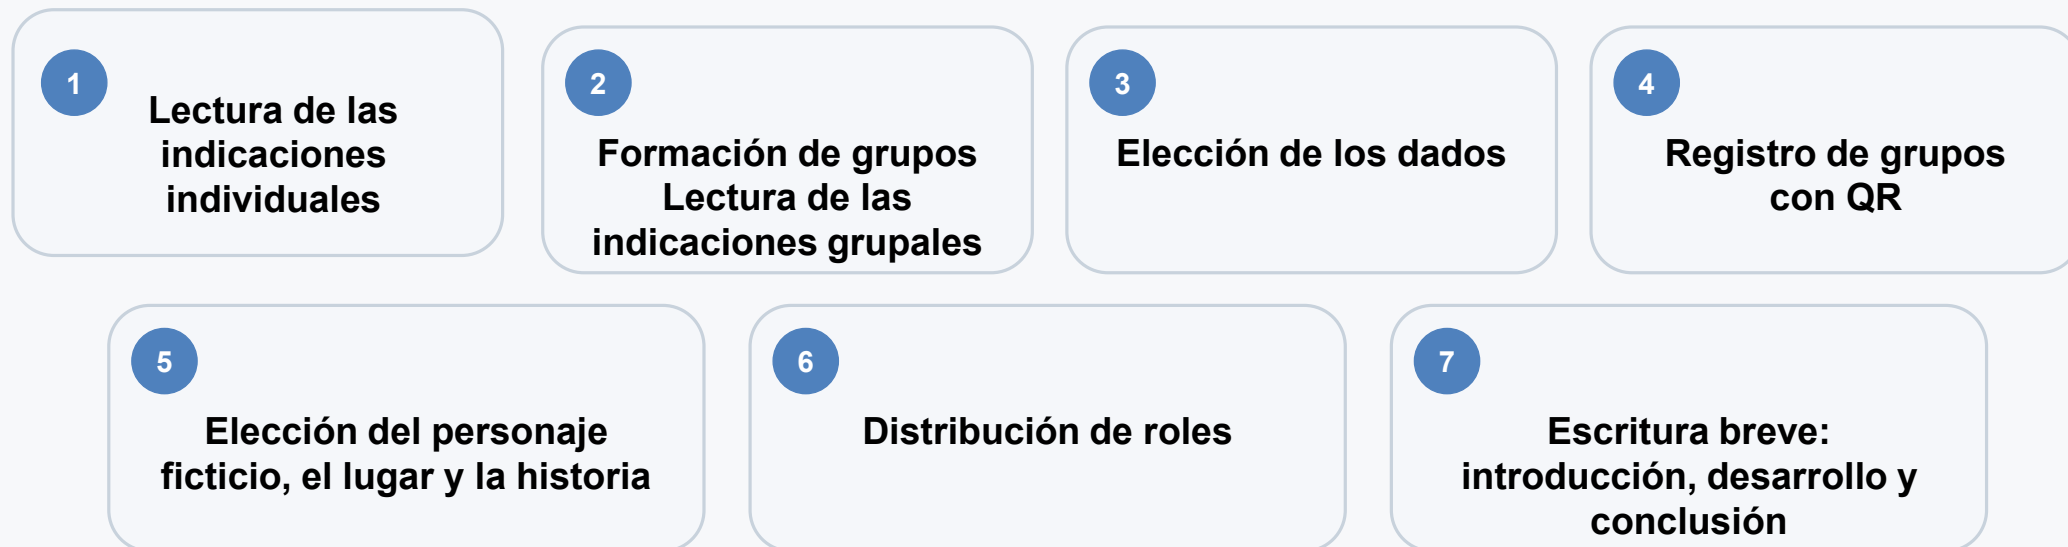 1
Lectura de las
indicaciones
individuales
2
Formación de grupos
Lectura de las
indicaciones grupales
3
Elección de los dados
4
Registro de grupos
con QR
5
Elección del personaje
ficticio, el lugar y la historia
6
Distribución de roles
7
Escritura breve:
introducción, desarrollo y
conclusión